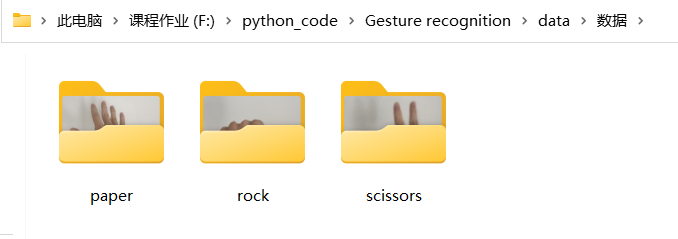 此电脑 > 课程作业 (F:) > python_code > Gesture recognition > data > 数据 >
paper rock scissors